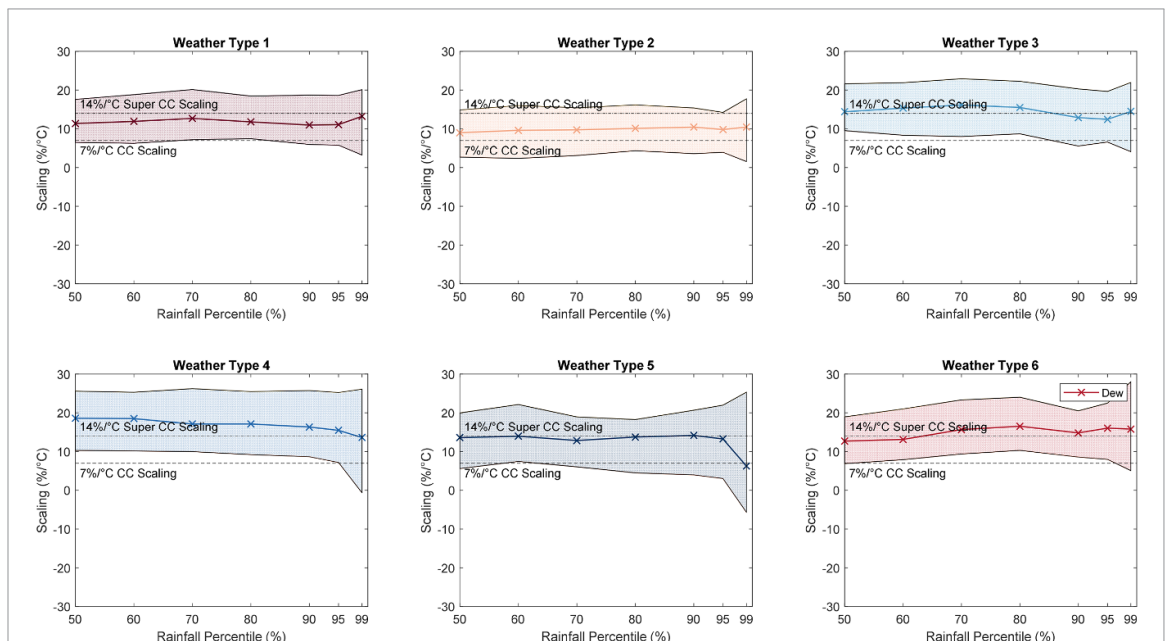 Weather Type 1
30
20
10
0
-10
-20
-30
Scaling (%/°C)
14%/°C Super CC Scaling
7%/°C CC Scaling
50 60 70 80 90 95 99
Rainfall Percentile (%)
Weather Type 2
30
20
10
0
-10
-20
-30
Scaling (%/°C)
14%/°C Super CC Scaling
7%/°C CC Scaling
50 60 70 80 90 95 99
Rainfall Percentile (%)
Weather Type 3
30
20
10
0
-10
-20
-30
Scaling (%/°C)
14%/°C Super CC Scaling
7%/°C CC Scaling
50 60 70 80 90 95 99
Rainfall Percentile (%)
Weather Type 4
30
20
10
0
-10
-20
-30
Scaling (%/°C)
14%/°C Super CC Scaling
7%/°C CC Scaling
50 60 70 80 90 95 99
Rainfall Percentile (%)
Weather Type 5
30
20
10
0
-10
-20
-30
Scaling (%/°C)
14%/°C Super CC Scaling
7%/°C CC Scaling
50 60 70 80 90 95 99
Rainfall Percentile (%)
Weather Type 6
30
20
10
0
-10
-20
-30
Scaling (%/°C)
Dew
14%/°C Super CC Scaling
7%/°C CC Scaling
50 60 70 80 90 95 99
Rainfall Percentile (%)